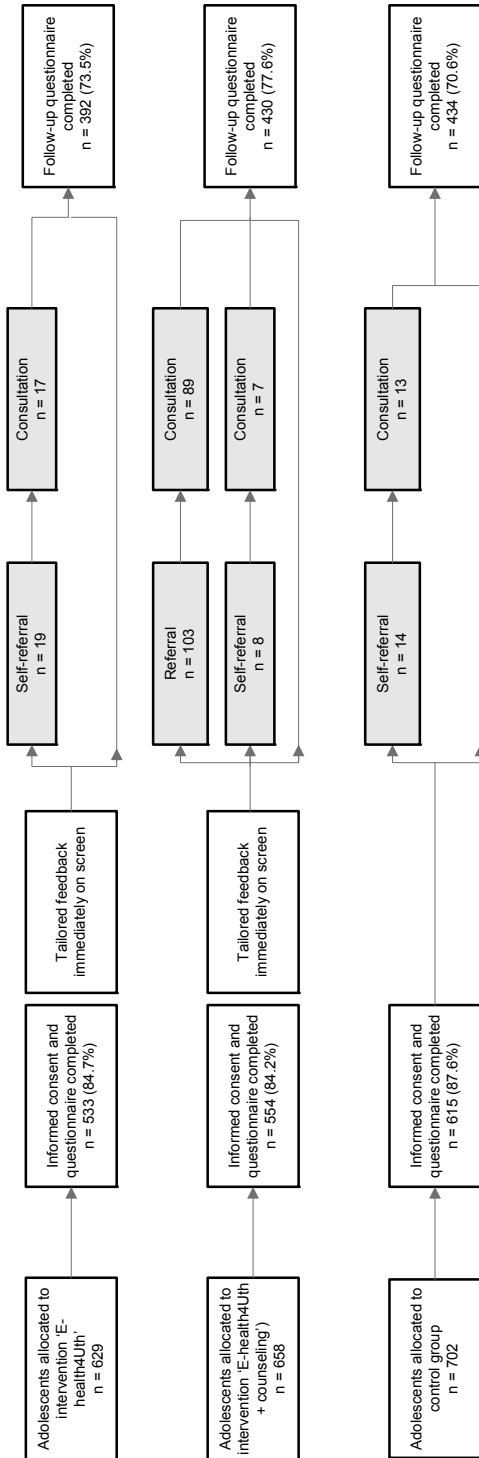 Adolescents allocated to
intervention 'E-
health4Uth'
n = 629
Informed consent and
questionnaire completed
n = 533 (84.7%)
Tailored feedback
immediately on screen
Self-referral
n = 19
Consultation
n = 17
Follow-up questionnaire
completed
n = 392 (73.5%)
Adolescents allocated to
intervention 'E-health4Uth
+ counseling')
n = 658
Informed consent and
questionnaire completed
n = 554 (84.2%)
Tailored feedback
immediately on screen
Referral
n = 103
Consultation
n = 89
Self-referral
n = 8
Consultation
n = 7
Follow-up questionnaire
completed
n = 430 (77.6%)
Adolescents allocated to
control group
n = 702
Informed consent and
questionnaire completed
n = 615 (87.6%)
Self-referral
n = 14
Consultation
n = 13
Follow-up questionnaire
completed
n = 434 (70.6%)